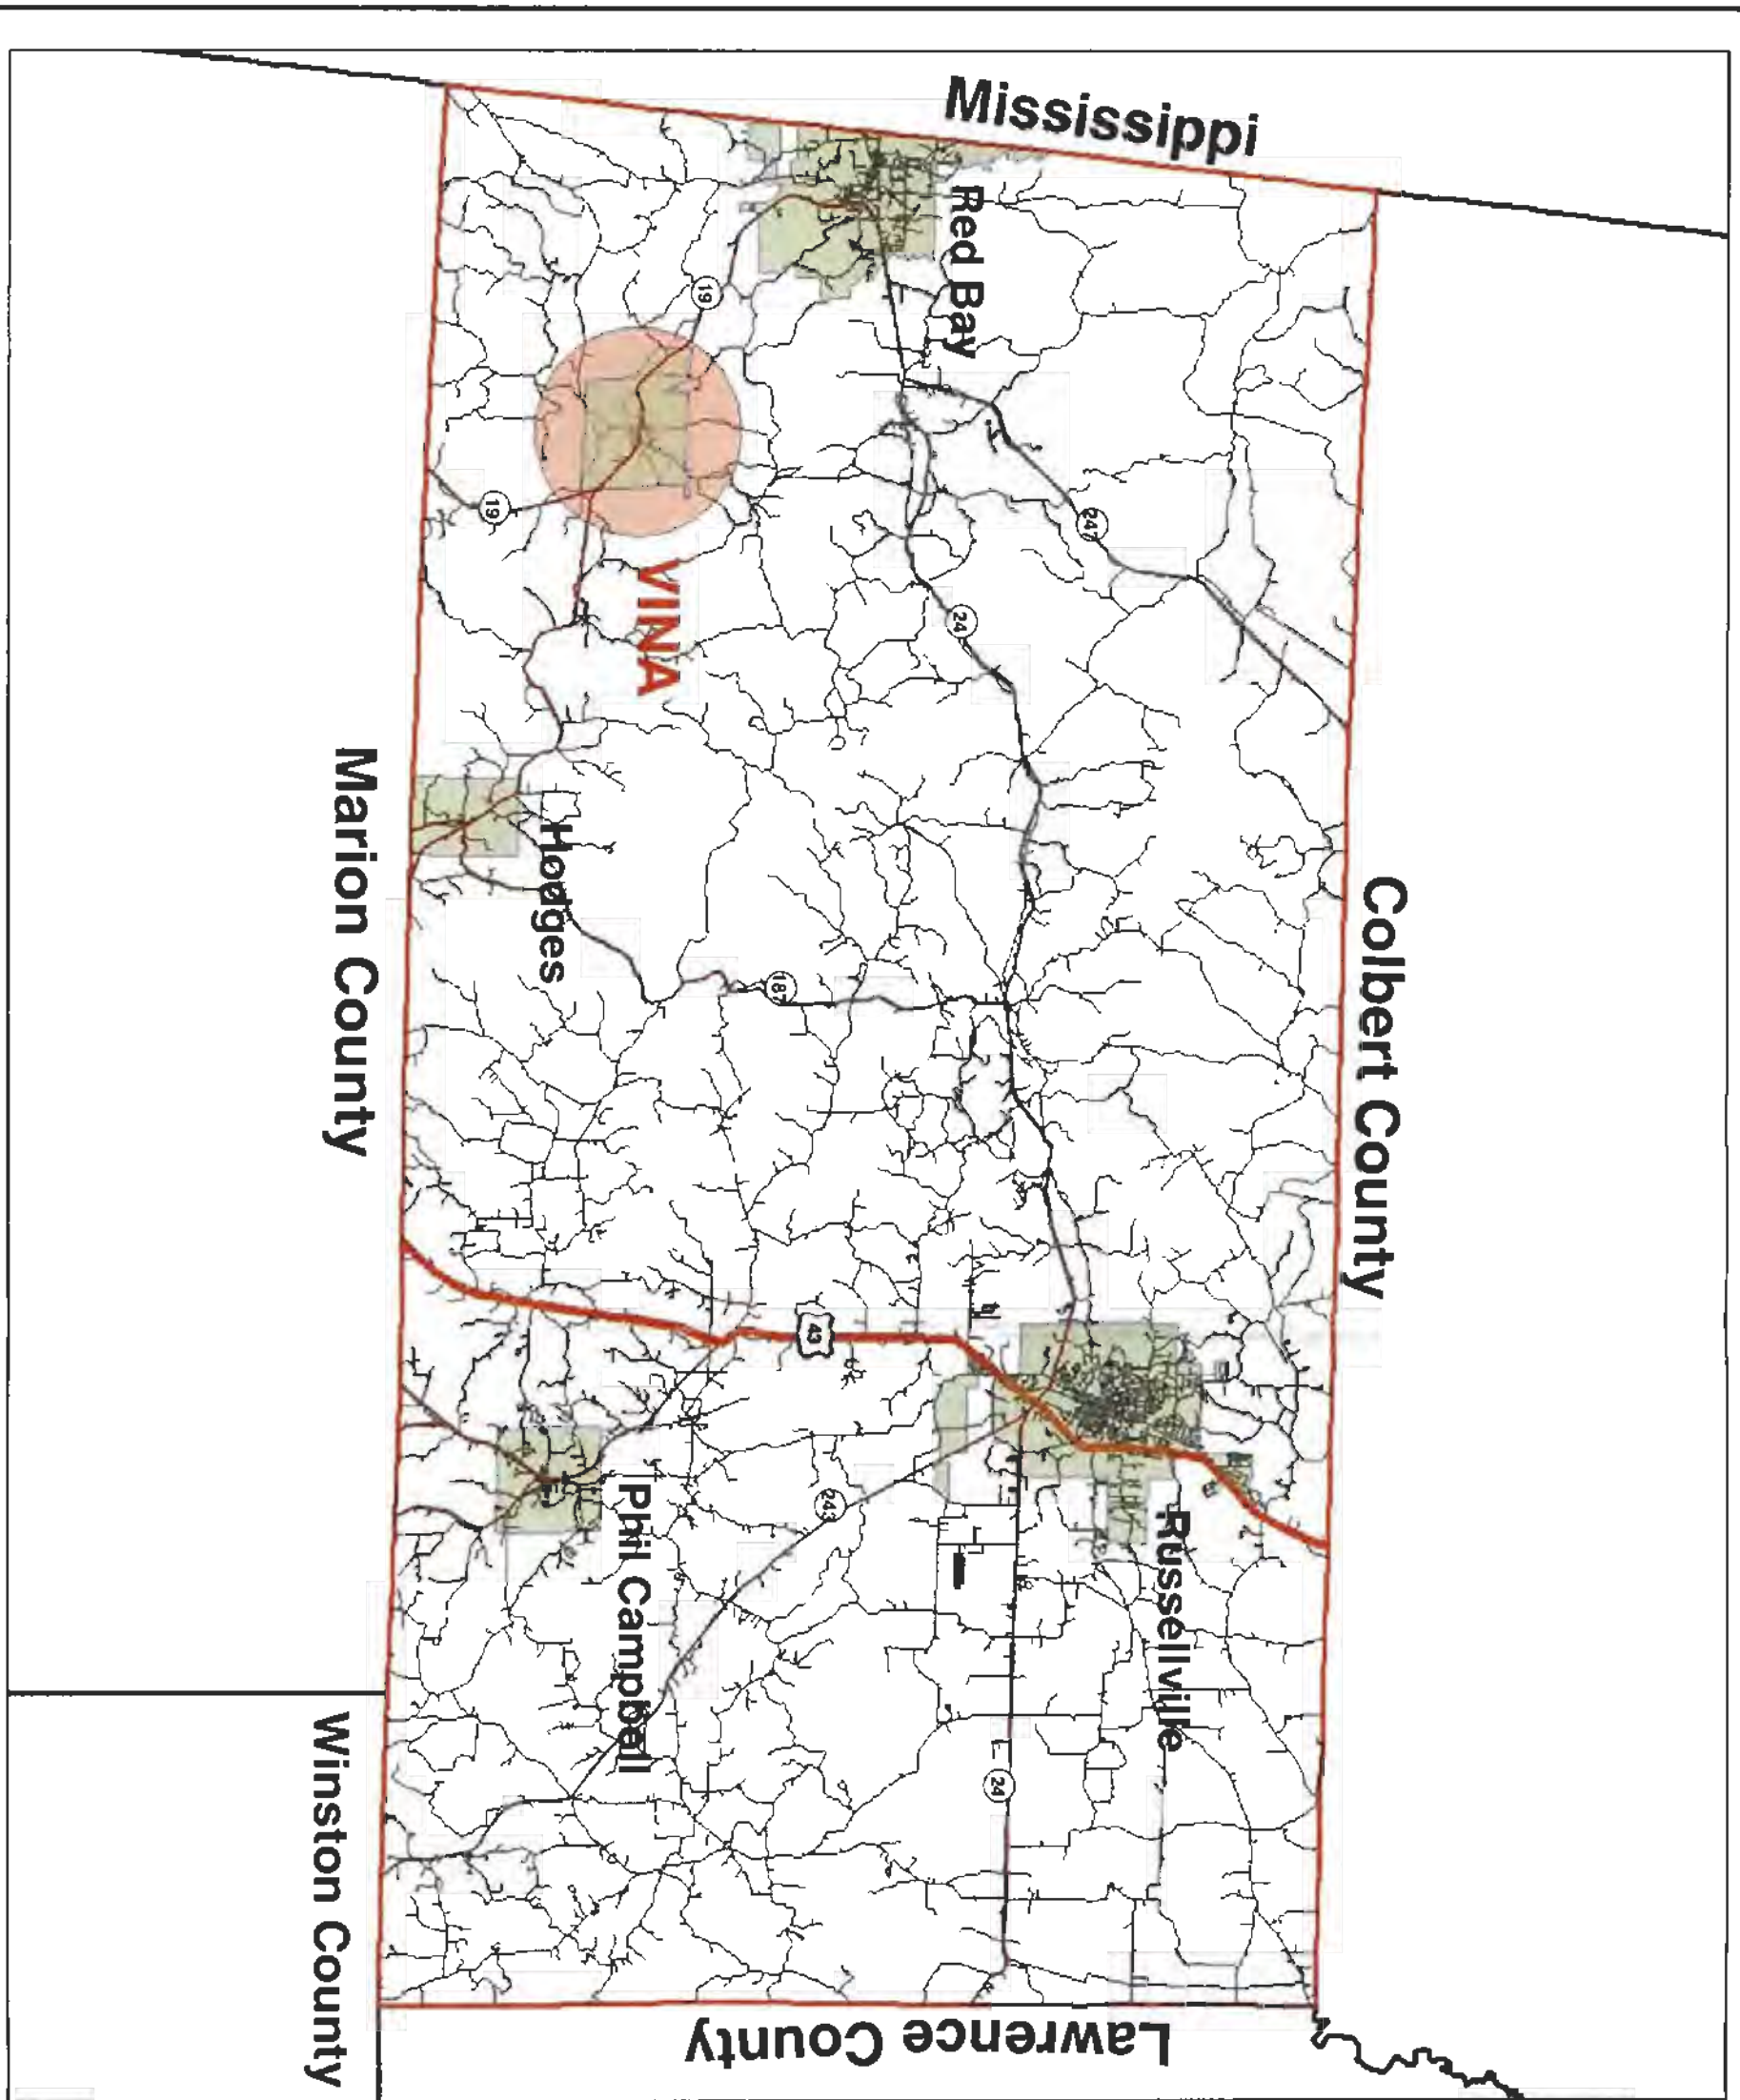 Colbert County
Mississippi
Red Bay
247
24
19
VINA
19
Hodges
187
43
Russellville
243
24
Phil Campbell
Lawrence County
Marion County
Winston County